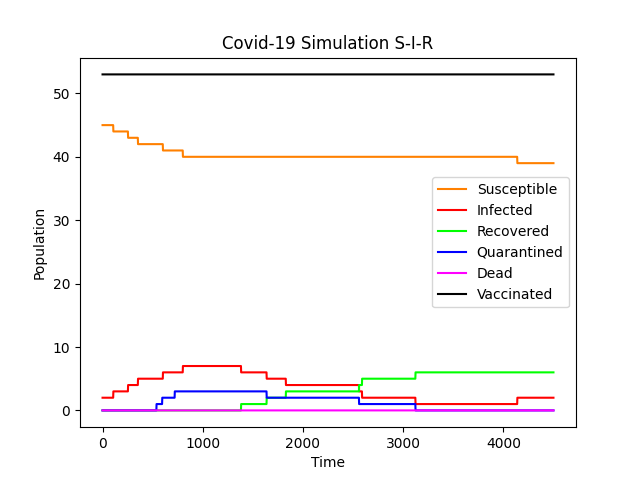 Covid-19 Simulation S-I-R
Population
50
40
30
20
10
0
Susceptible
Infected
Recovered
Quarantined
Dead
Vaccinated
0 1000 2000 3000 4000
Time